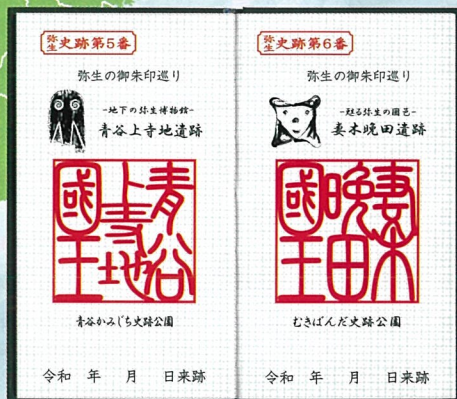 弥生史跡第5番
弥生の御朱印巡り
-地下の弥生博物館-
青谷上寺地遺跡
青谷
上寺地
國王
青谷かみじち史跡公園
令和 年 月 日来跡
弥生史跡第6番
弥生の御朱印巡り
-甦る弥生の國邑-
妻木晩田遺跡
妻木
晩田
國王
むきばんだ史跡公園
令和 年 月 日来跡